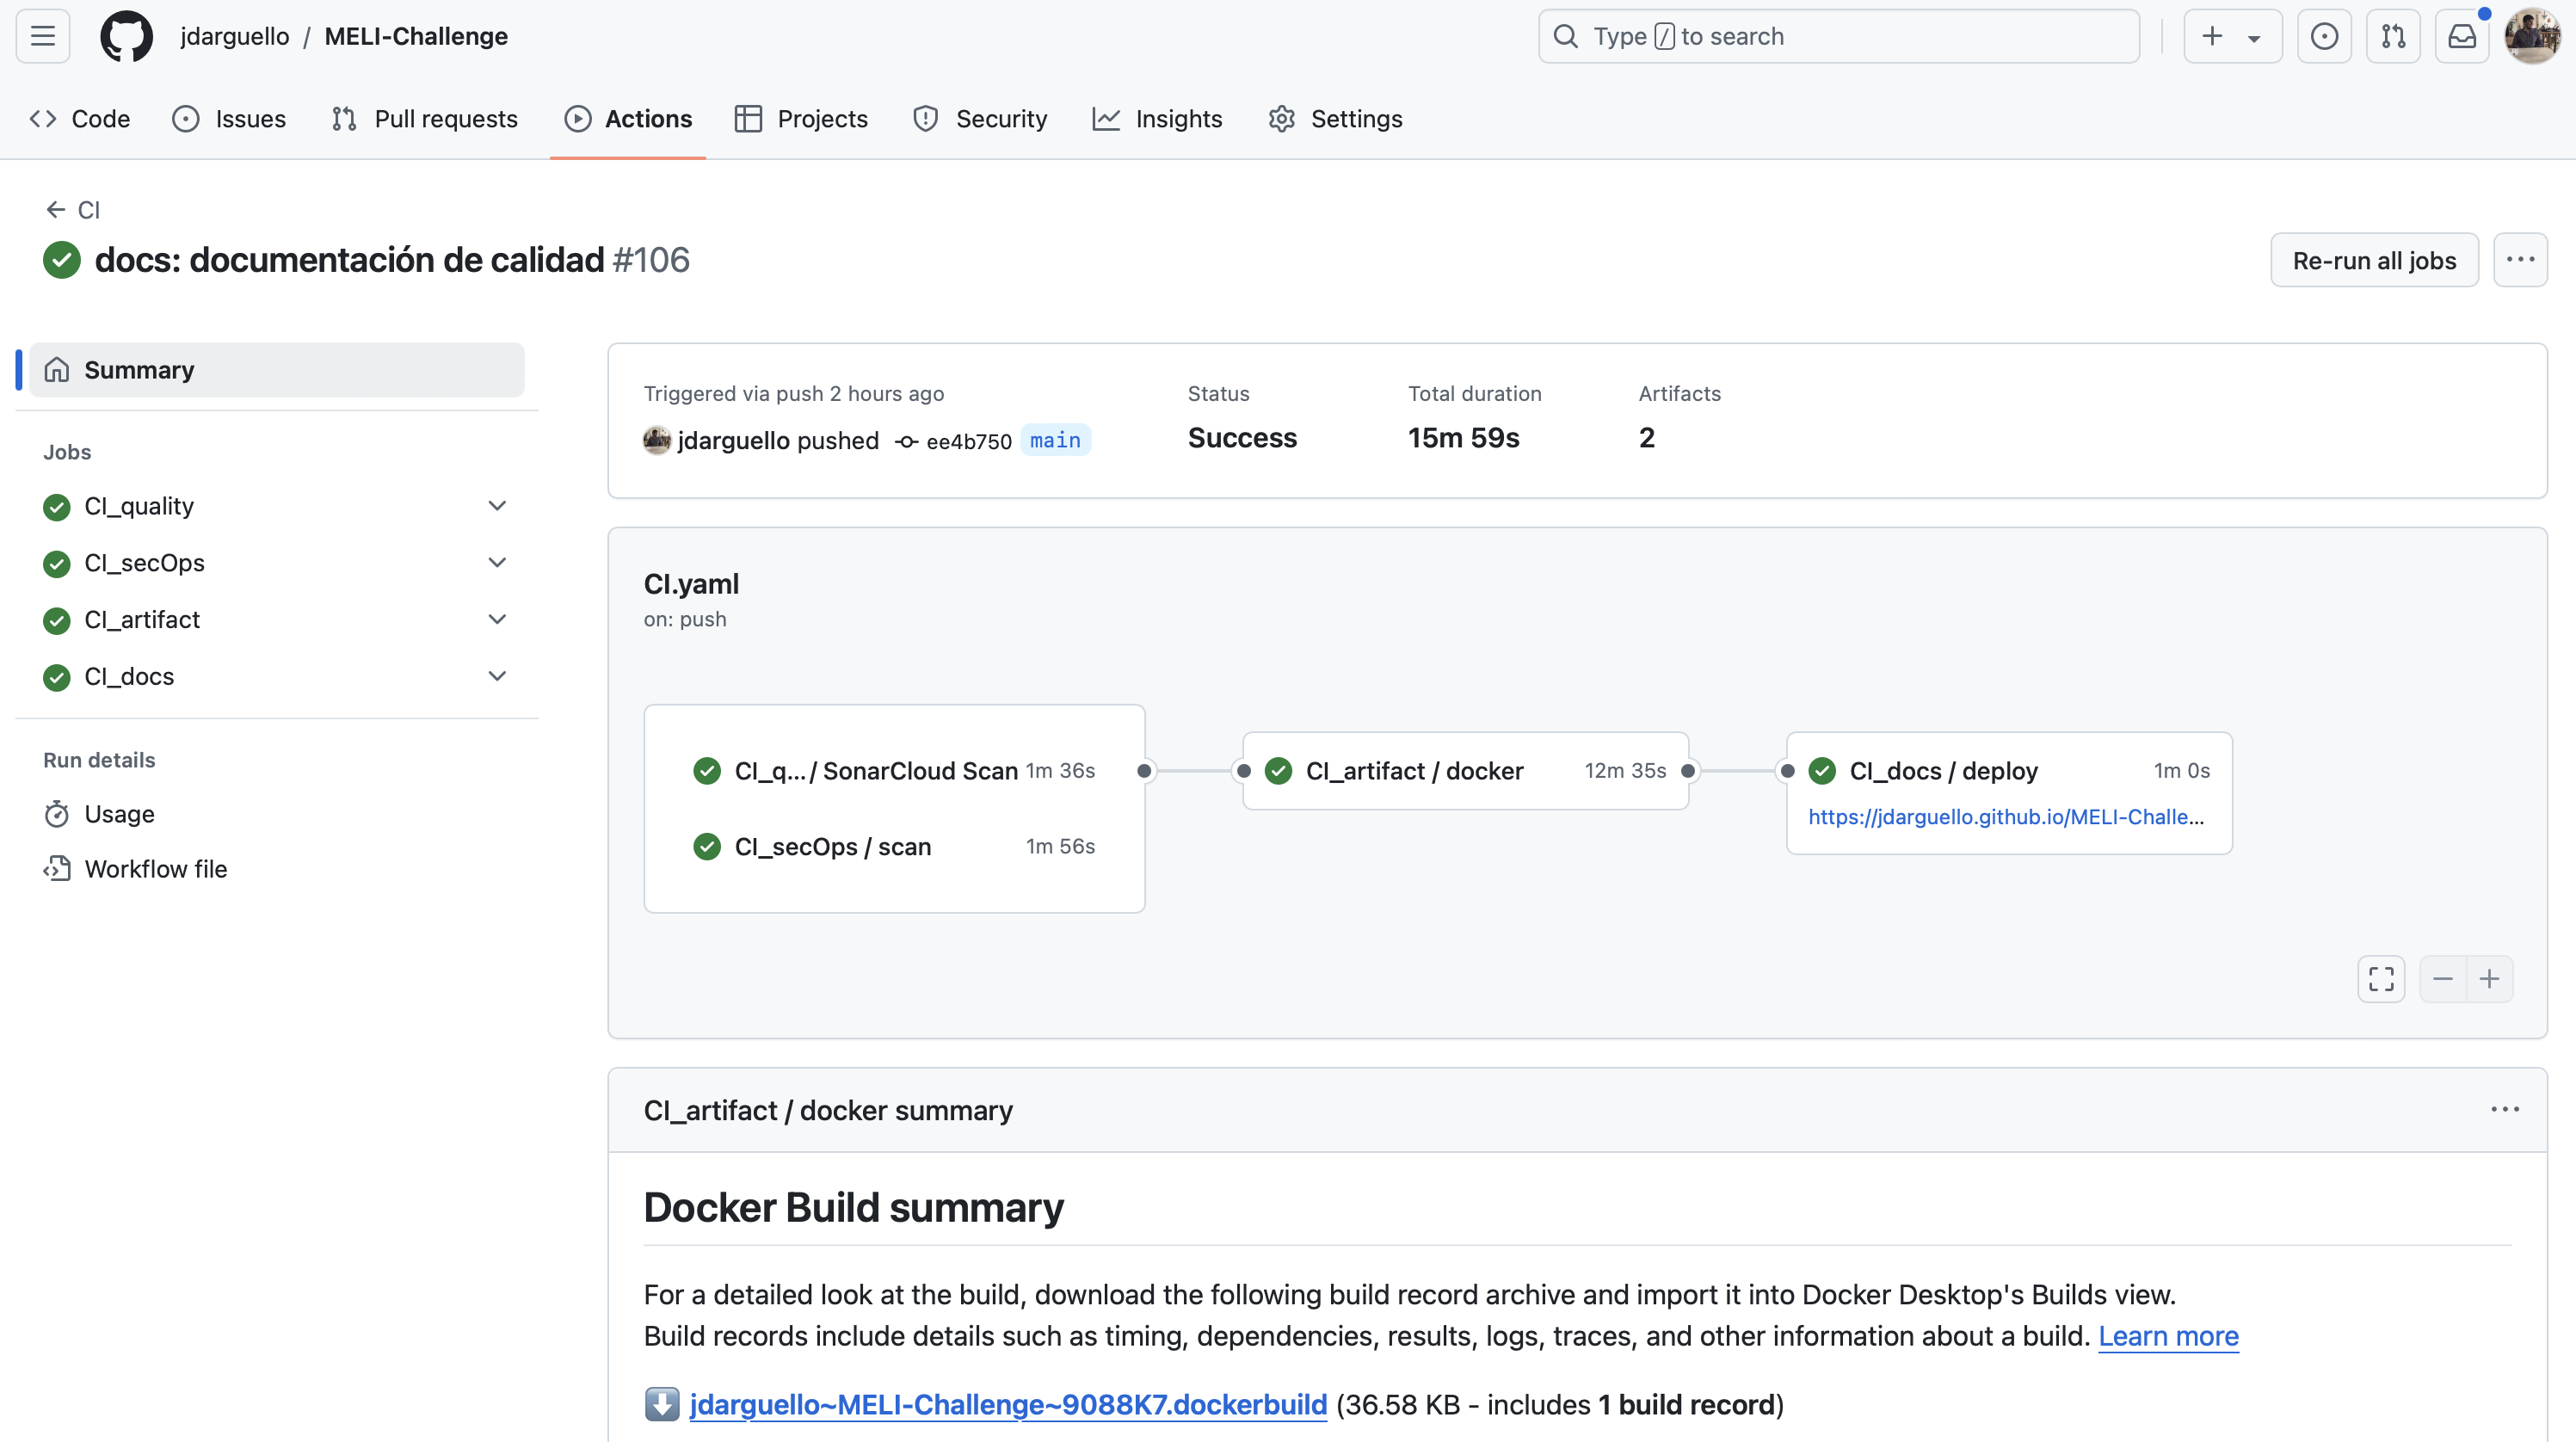 jdarguello / MELI-Challenge
Type / to search
Code
Issues
Pull requests
Actions
Projects
Security
Insights
Settings
CI
docs: documentación de calidad #106
Re-run all jobs
Summary
Jobs
CI_quality
CI_secOps
CI_artifact
CI_docs
Run details
Usage
Workflow file
Triggered via push 2 hours ago
jdarguello pushed ee4b750 main
Status
Success
Total duration
15m 59s
Artifacts
2
CI.yaml
on: push
CI_q... / SonarCloud Scan 1m 36s
CI_secOps / scan 1m 56s
CI_artifact / docker 12m 35s
CI_docs / deploy 1m 0s
https://jdarguello.github.io/MELI-Challe...
CI_artifact / docker summary
Docker Build summary
For a detailed look at the build, download the following build record archive and import it into Docker Desktop's Builds view.
Build records include details such as timing, dependencies, results, logs, traces, and other information about a build. Learn more
jdarguello~MELI-Challenge~9088K7.dockerbuild (36.58 KB - includes 1 build record)